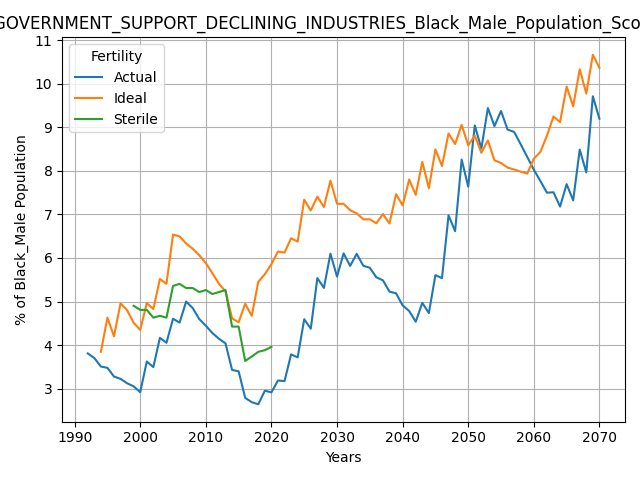 GOVERNMENT_SUPPORT_DECLINING_INDUSTRIES_Black_Male_Population_Sco
Fertility
Actual
Ideal
Sterile
% of Black_Male Population
11
10
9
8
7
6
5
4
3
1990 2000 2010 2020 2030 2040 2050 2060 2070
Years